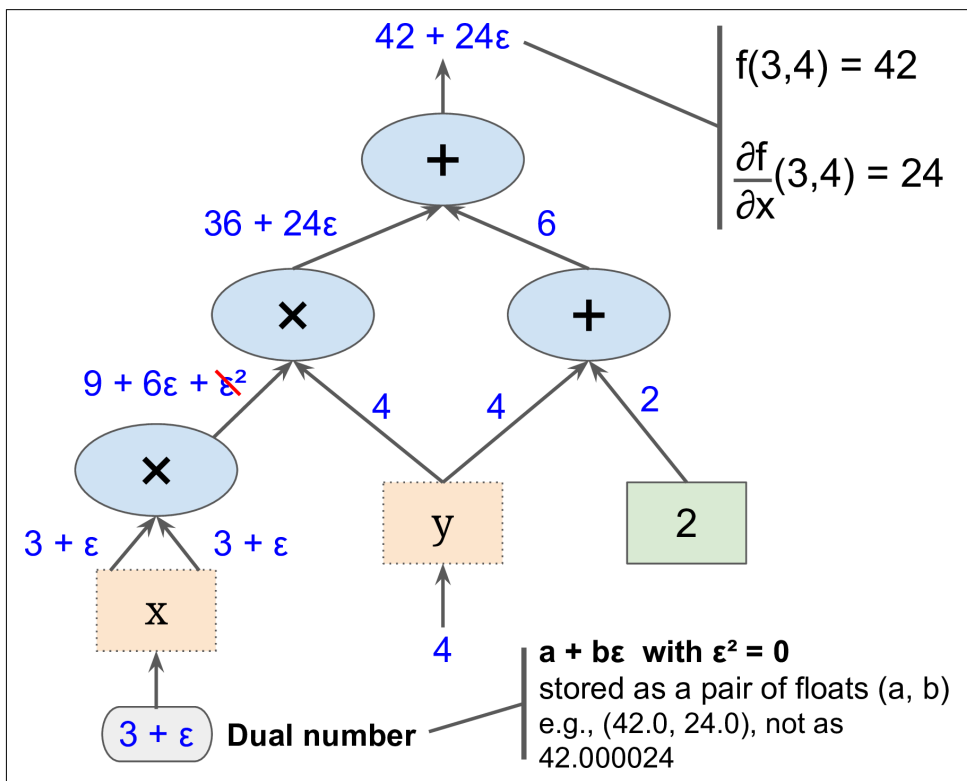 42 + 24ε
f(3,4) = 42
+
∂f/∂x (3,4) = 24
36 + 24ε
6
×
+
9 + 6ε + ε²
4
4
2
×
y
2
3 + ε
3 + ε
x
4
a + bε with ε² = 0
stored as a pair of floats (a, b)
e.g., (42.0, 24.0), not as
42.000024
3 + ε
Dual number